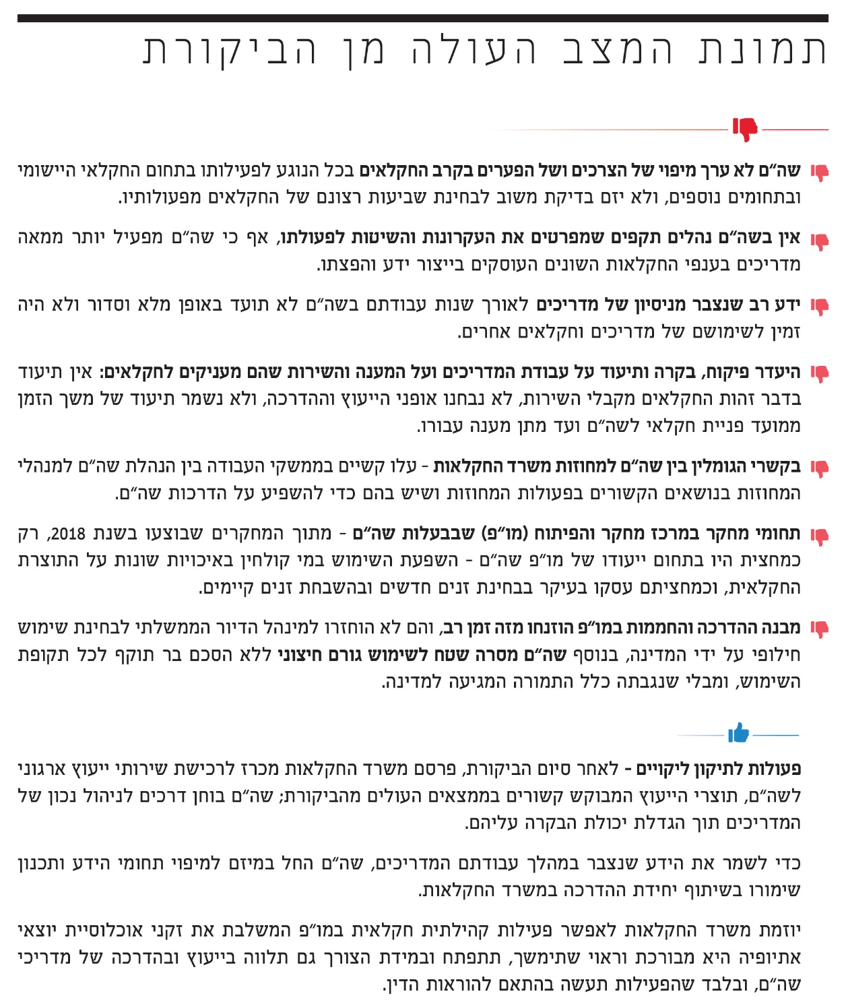 תמונת המצב העולה מן הביקורת
שה"ם לא ערך מיפוי של הצרכים ושל הפערים בקרב החקלאים בכל הנוגע לפעילותו בתחום החקלאי היישומי
ובתחומים נוספים, ולא יזם בדיקת משוב לבחינת שביעות רצונם של החקלאים מפעולותיו.
אין בשה"ם נהלים תקפים שמפרטים את העקרונות והשיטות לפעולתו, אף כי שה"ם מפעיל יותר ממאה
מדריכים בענפי החקלאות השונים העוסקים בייצור ידע והפצתו.
ידע רב שנצבר מניסיון של מדריכים לאורך שנות עבודתם בשה"ם לא תועד באופן מלא וסדור ולא היה
זמין לשימושם של מדריכים וחקלאים אחרים.
היעדר פיקוח, בקרה ותיעוד על עבודת המדריכים ועל המענה והשירות שהם מעניקים לחקלאים: אין תיעוד
בדבר זהות החקלאים מקבלי השירות, לא נבחנו אופני הייעוץ וההדרכה, ולא נשמר תיעוד של משך הזמן
ממועד פניית חקלאי לשה"ם ועד מתן מענה עבורו.
בקשרי הגומלין בין שה"ם למחוזות משרד החקלאות - עלו קשיים בממשקי העבודה בין הנהלת שה"ם למנהלי
המחוזות בנושאים הקשורים בפעולות המחוזות ושיש בהם כדי להשפיע על הדרכות שה"ם.
תחומי מחקר במרכז מחקר והפיתוח (מו"פ) שבבעלות שה"ם - מתוך המחקרים שבוצעו בשנת 2018, רק
כמחצית היו בתחום ייעודו של מו"פ שה"ם - השפעת השימוש במי קולחין באיכויות שונות על התוצרת
החקלאית, וכמחציתם עסקו בעיקר בבחינת זנים חדשים ובהשבחת זנים קיימים.
מבנה ההדרכה והחממות במו"פ הוזנחו מזה זמן רב, והם לא הוחזרו למינהל הדיור הממשלתי לבחינת שימוש
חילופי על ידי המדינה, בנוסף שה"ם מסרה שטח לשימוש גורם חיצוני ללא הסכם בר תוקף לכל תקופת
השימוש, ומבלי שנגבתה כלל התמורה המגיעה למדינה.
פעולות לתיקון ליקויים - לאחר סיום הביקורת, פרסם משרד החקלאות מכרז לרכישת שירותי ייעוץ ארגוני
לשה"ם, תוצרי הייעוץ המבוקש קשורים בממצאים העולים מהביקורת; שה"ם בוחן דרכים לניהול נכון של
המדריכים תוך הגדלת יכולת הבקרה עליהם.
כדי לשמר את הידע שנצבר במהלך עבודתם המדריכים, שה"ם החל במיזם למיפוי תחומי הידע ותכנון
שימורו בשיתוף יחידת ההדרכה במשרד החקלאות.
יוזמת משרד החקלאות לאפשר פעילות קהילתית חקלאית במו"פ המשלבת את זקני אוכלוסיית יוצאי
אתיופיה היא מבורכת וראוי שתימשך, תתפתח ובמידת הצורך גם תלווה בייעוץ ובהדרכה של מדריכי
שה"ם, ובלבד שהפעילות תעשה בהתאם להוראות הדין.